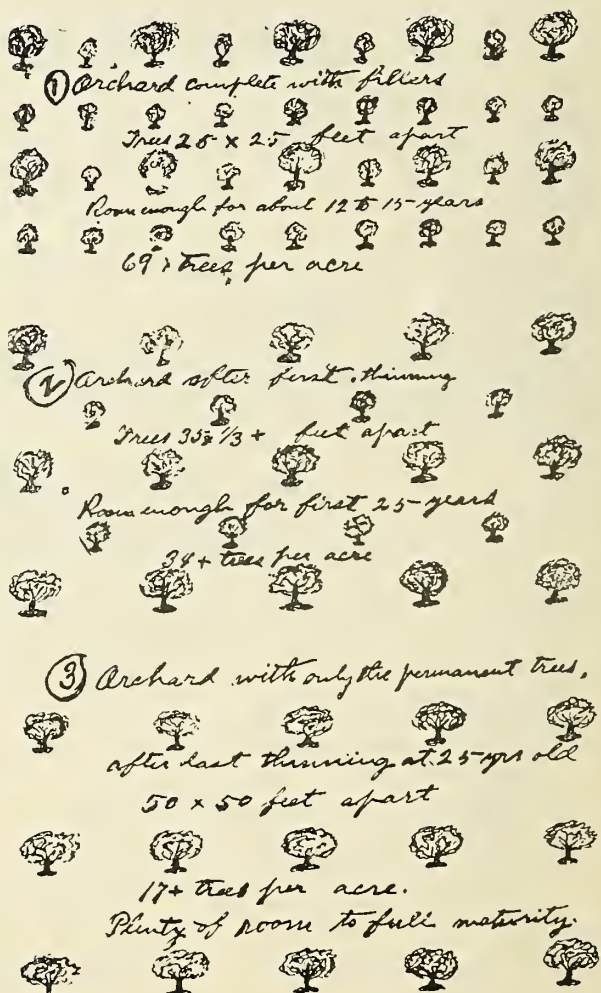 ① Orchard complete with fillers
Trees 25 x 25 feet apart
Room enough for about 12 to 15 years
69+ trees per acre
② Orchard after first thinning
Trees 35 1/3 + feet apart
Room enough for first 25 years
34+ trees per acre
③ Orchard with only the permanent trees,
after last thinning at 25 yrs old
50 x 50 feet apart
17+ trees per acre.
Plenty of room to full maturity.